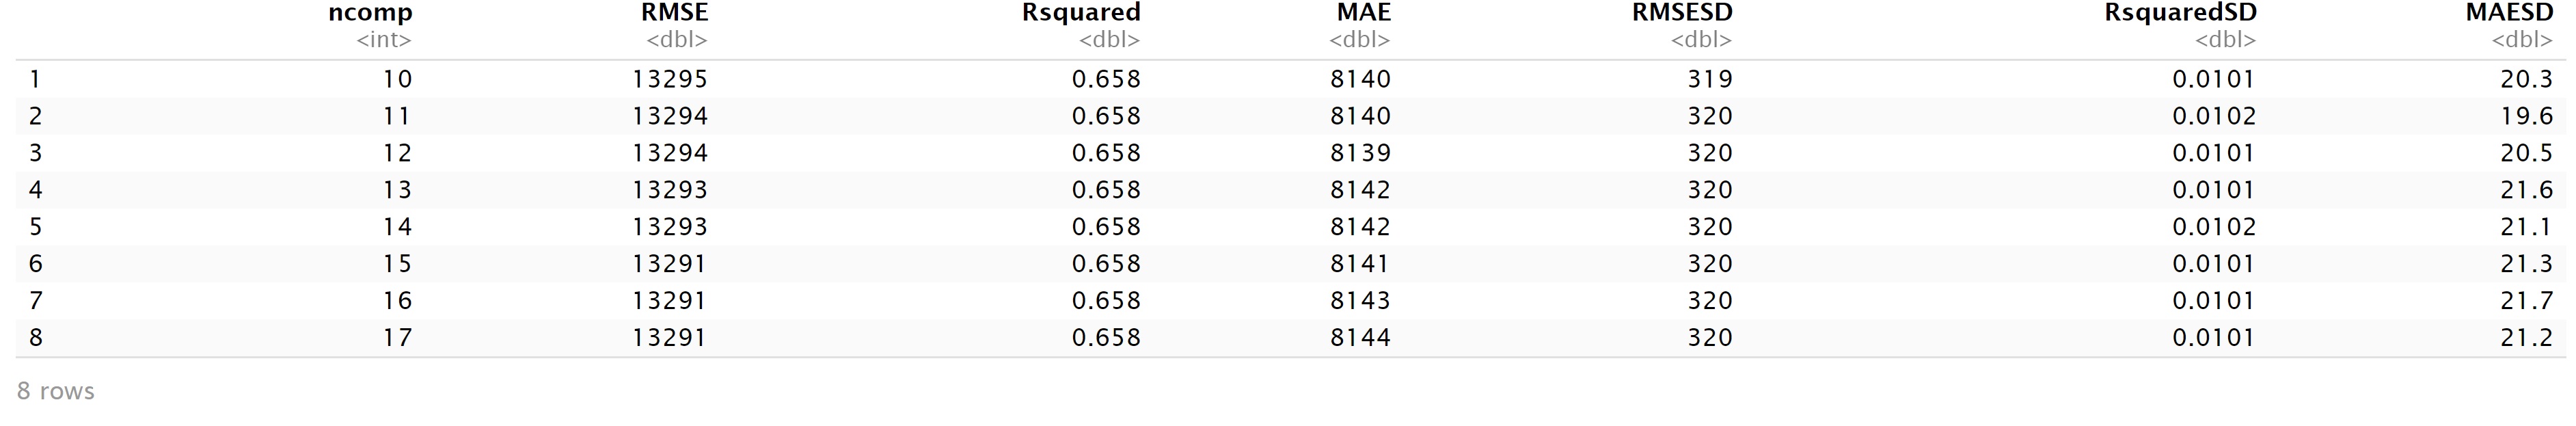 ncomp RMSE Rsquared MAE RMSESD RsquaredSD MAESD
<int> <dbl> <dbl> <dbl> <dbl> <dbl> <dbl>
1 10 13295 0.658 8140 319 0.0101 20.3
2 11 13294 0.658 8140 320 0.0102 19.6
3 12 13294 0.658 8139 320 0.0101 20.5
4 13 13293 0.658 8142 320 0.0101 21.6
5 14 13293 0.658 8142 320 0.0102 21.1
6 15 13291 0.658 8141 320 0.0101 21.3
7 16 13291 0.658 8143 320 0.0101 21.7
8 17 13291 0.658 8144 320 0.0101 21.2
8 rows